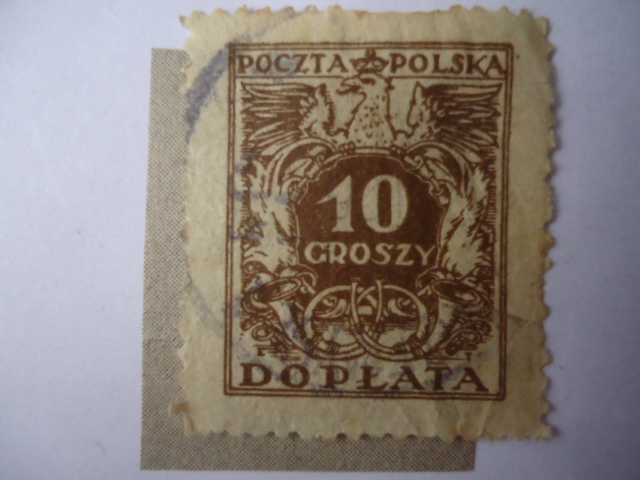 POCZTA POLSKA
10
GROSZY
DOPŁATA